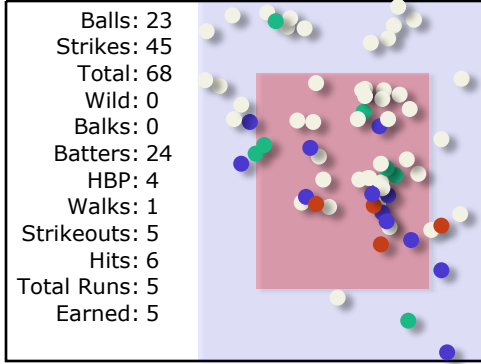 Balls: 23
Strikes: 45
Total: 68
Wild: 0
Balks: 0
Batters: 24
HBP: 4
Walks: 1
Strikeouts: 5
Hits: 6
Total Runs: 5
Earned: 5